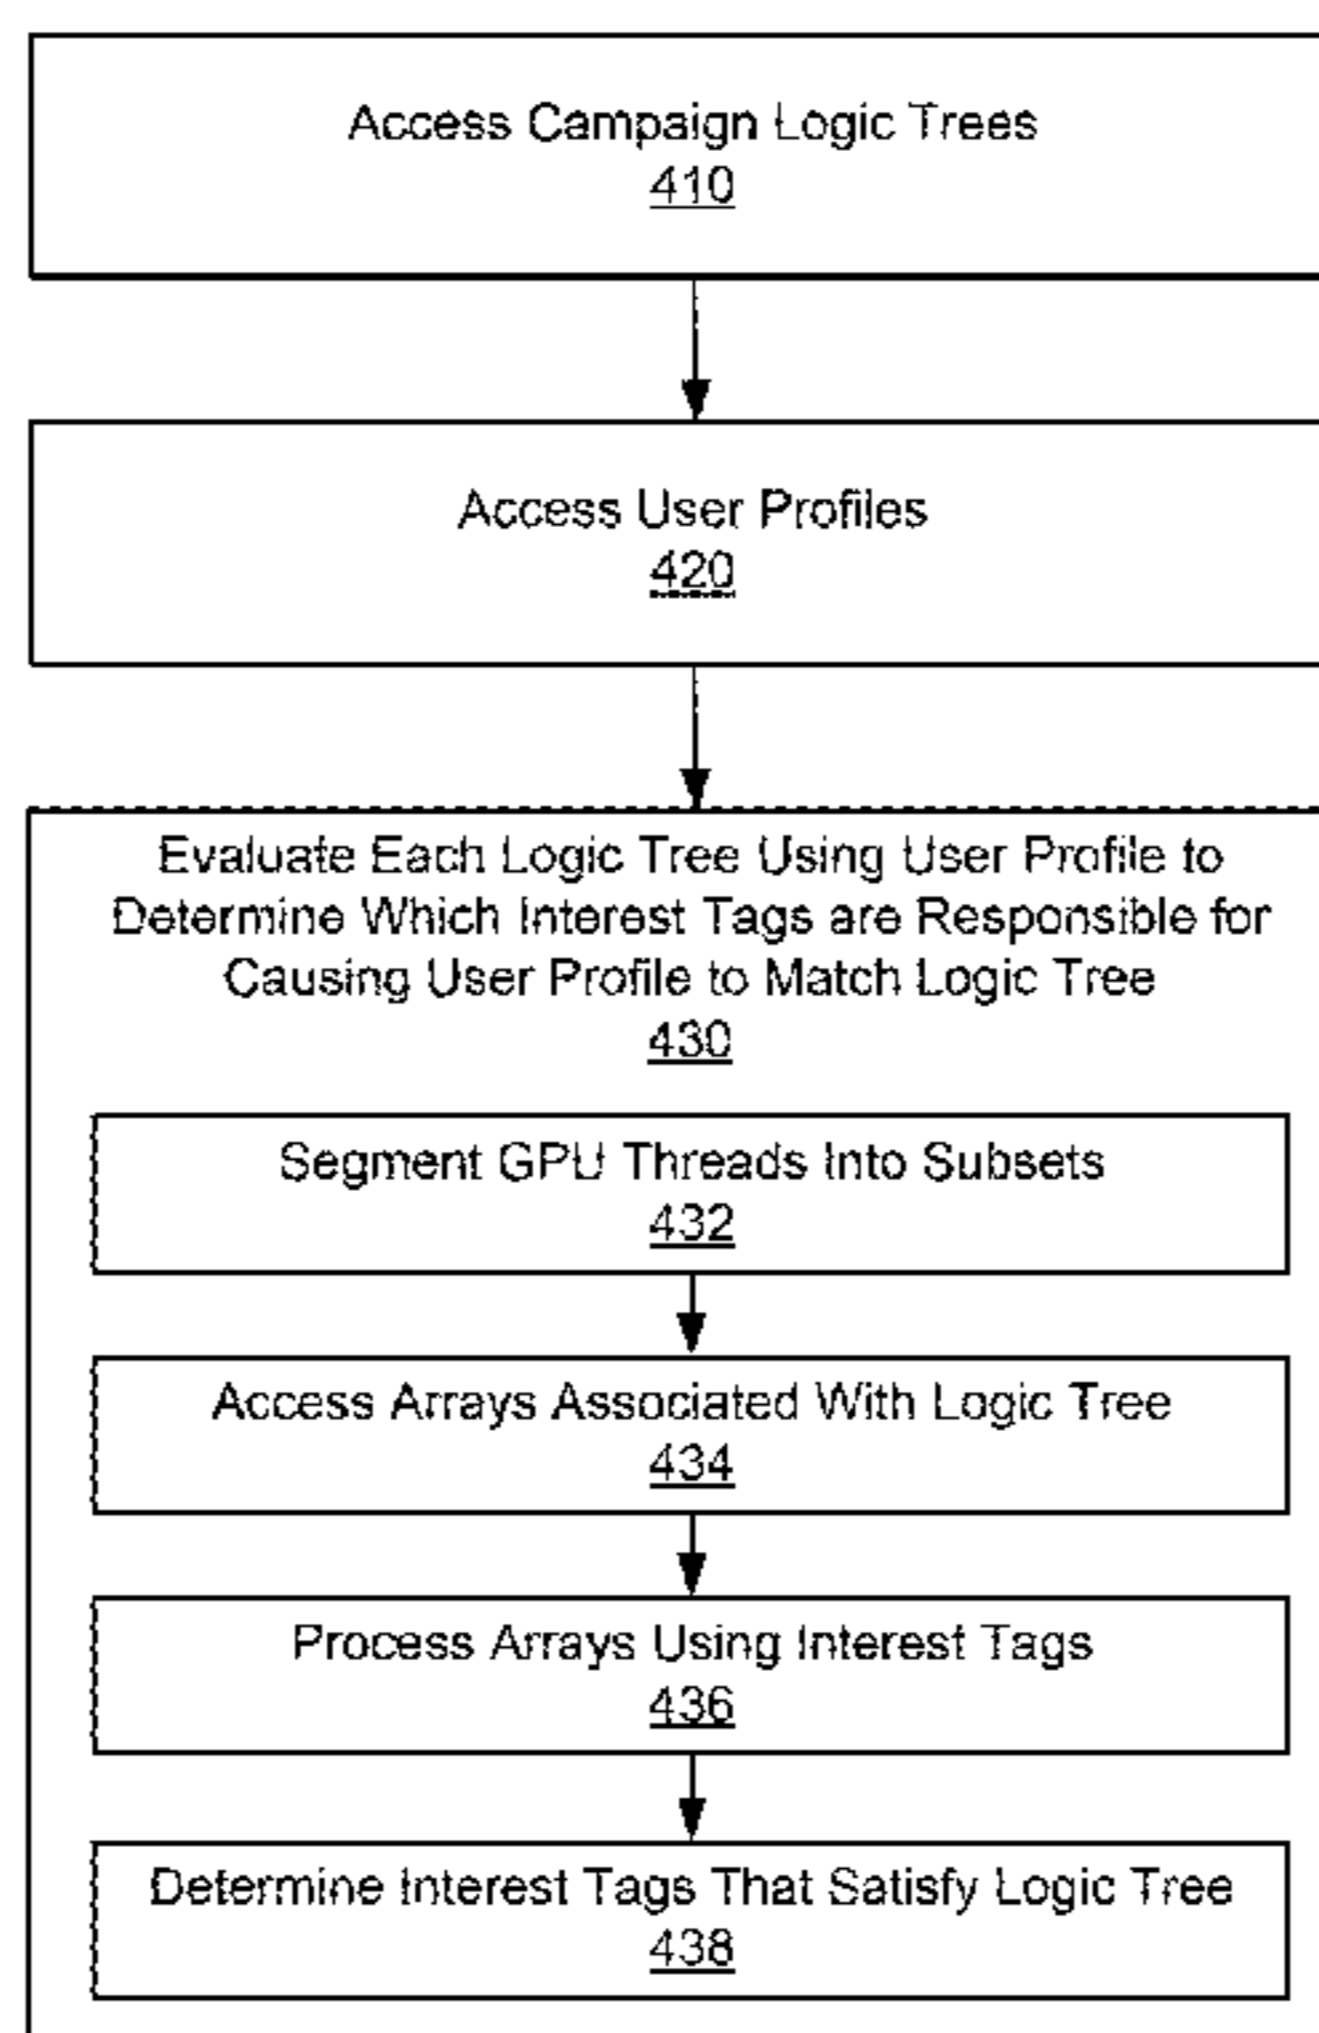 Access Campaign Logic Trees
410
Access User Profiles
420
Evaluate Each Logic Tree Using User Profile to
Determine Which Interest Tags are Responsible for
Causing User Profile to Match Logic Tree
430
Segment GPU Threads Into Subsets
432
Access Arrays Associated With Logic Tree
434
Process Arrays Using Interest Tags
436
Determine Interest Tags That Satisfy Logic Tree
438